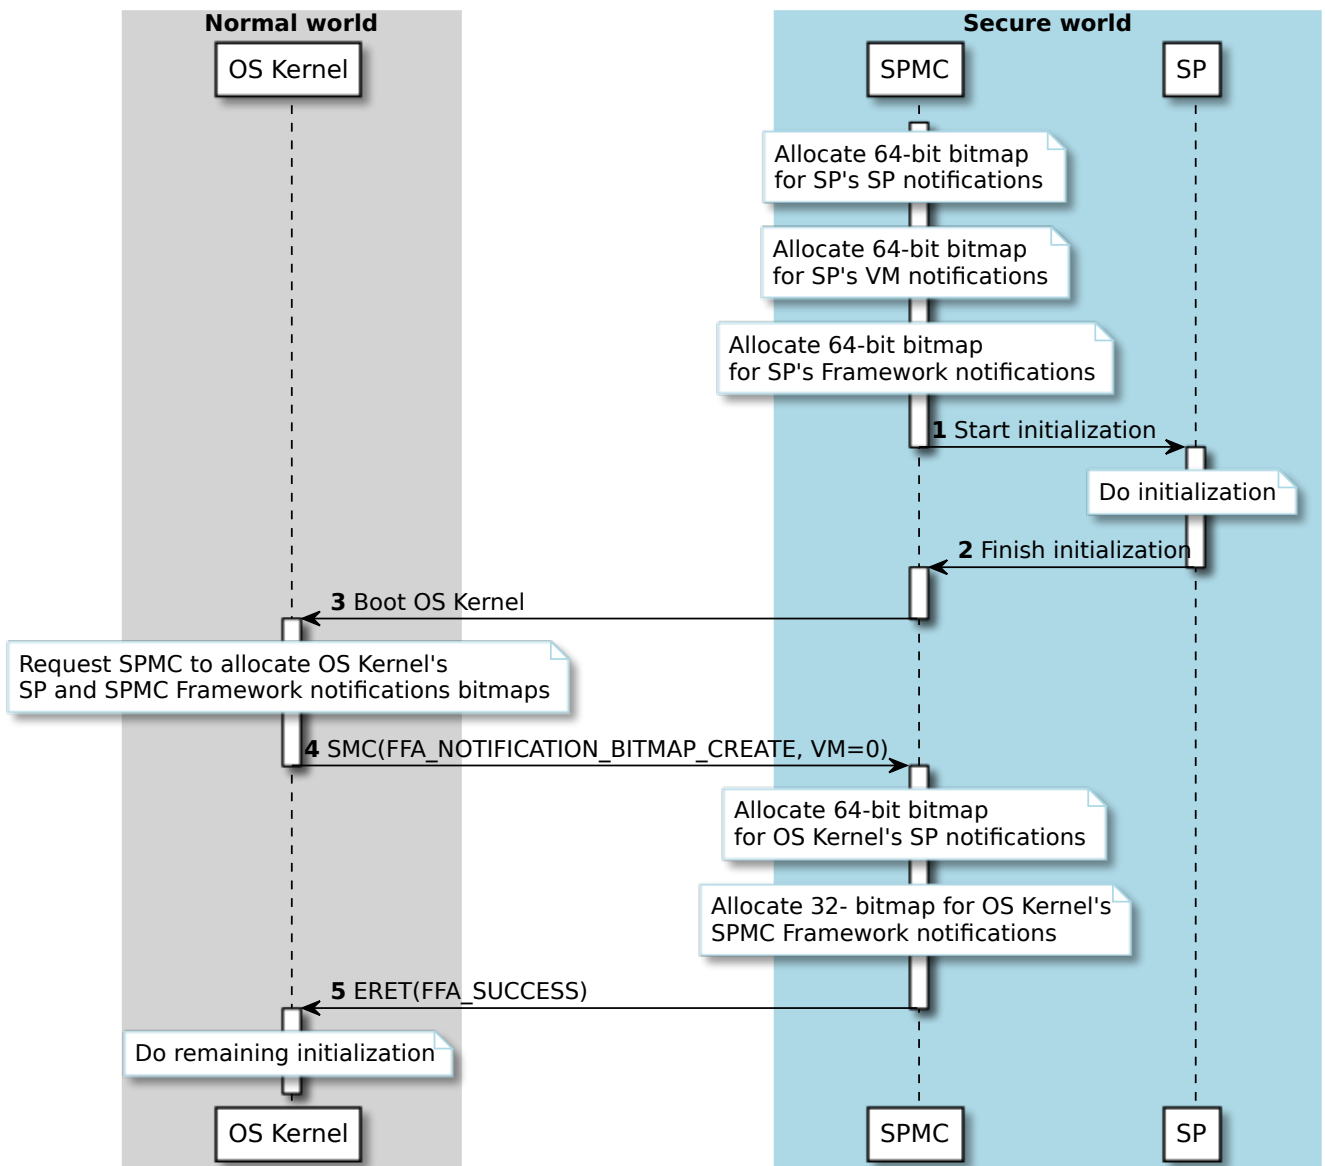 Normal world
Secure world
OS Kernel
SPMC
SP
Allocate 64-bit bitmap
for SP's SP notifications
Allocate 64-bit bitmap
for SP's VM notifications
Allocate 64-bit bitmap
for SP's Framework notifications
1 Start initialization
Do initialization
2 Finish initialization
3 Boot OS Kernel
Request SPMC to allocate OS Kernel's
SP and SPMC Framework notifications bitmaps
4 SMC(FFA_NOTIFICATION_BITMAP_CREATE, VM=0)
Allocate 64-bit bitmap
for OS Kernel's SP notifications
Allocate 32- bitmap for OS Kernel's
SPMC Framework notifications
5 ERET(FFA_SUCCESS)
Do remaining initialization
OS Kernel
SPMC
SP